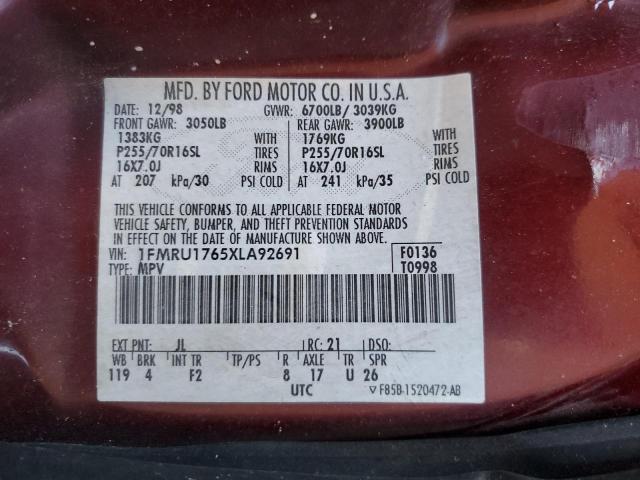 MFD. BY FORD MOTOR CO. IN U.S.A.
DATE: 12/98 GVWR: 6700LB/ 3039KG
FRONT GAWR: 3050LB REAR GAWR: 3900LB
1383KG WITH 1769KG WITH
P255/70R16SL TIRES P255/70R16SL TIRES
16X7.0J RIMS 16X7.0J RIMS
AT 207 kPa/30 PSI COLD AT 241 kPa/35 PSI COLD
THIS VEHICLE CONFORMS TO ALL APPLICABLE FEDERAL MOTOR
VEHICLE SAFETY, BUMPER, AND THEFT PREVENTION STANDARDS
IN EFFECT ON THE DATE OF MANUFACTURE SHOWN ABOVE.
VIN: 1FMRU1765XLA92691 F0136
TYPE: MPV T0998
EXT PNT: JL RC: 21 DSO:
WB BRK INT TR TP/PS R AXLE TR SPR
119 4 F2 8 17 U 26
UTC ▽ F85B-1520472-AB